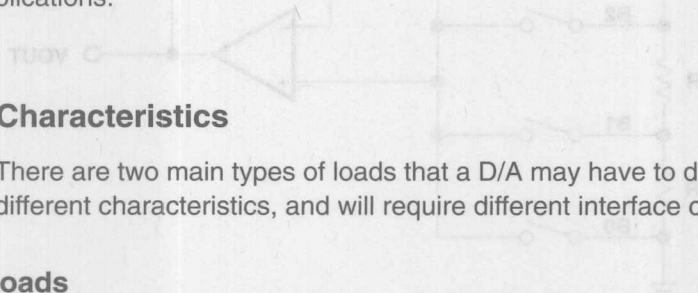 plications.
Characteristics
There are two main types of loads that a D/A may have to d
different characteristics, and will require different interface c
oads